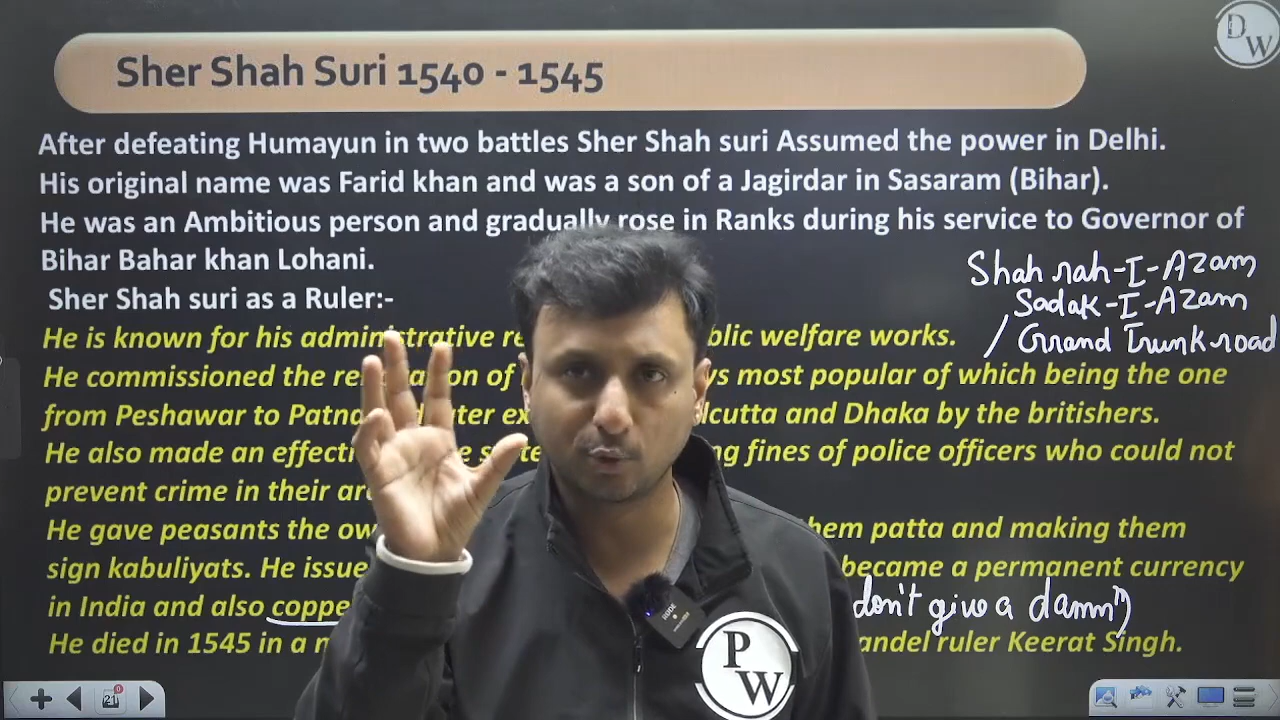 Sher Shah Suri 1540 - 1545
After defeating Humayun in two battles Sher Shah suri Assumed the power in Delhi.
His original name was Farid khan and was a son of a Jagirdar in Sasaram (Bihar).
He was an Ambitious person and gradually rose in Ranks during his service to Governor of
Bihar Bahar khan Lohani.
Shah rah-I-Azam
Sher Shah suri as a Ruler:-
Sadak-I-Azam
He is known for his administrative re blic welfare works.
/ Grand Trunk road
He commissioned the of s most popular of which being the one
from Peshawar to Patna ater ex lcutta and Dhaka by the britishers.
He also made an effecti e s ng fines of police officers who could not
prevent crime in their ar
He gave peasants the ow hem patta and making them
sign kabuliyats. He issue became a permanent currency
in India and also coppe don't give a damn")
He died in 1545 in a andel ruler Keerat Singh.
PW
PW
21